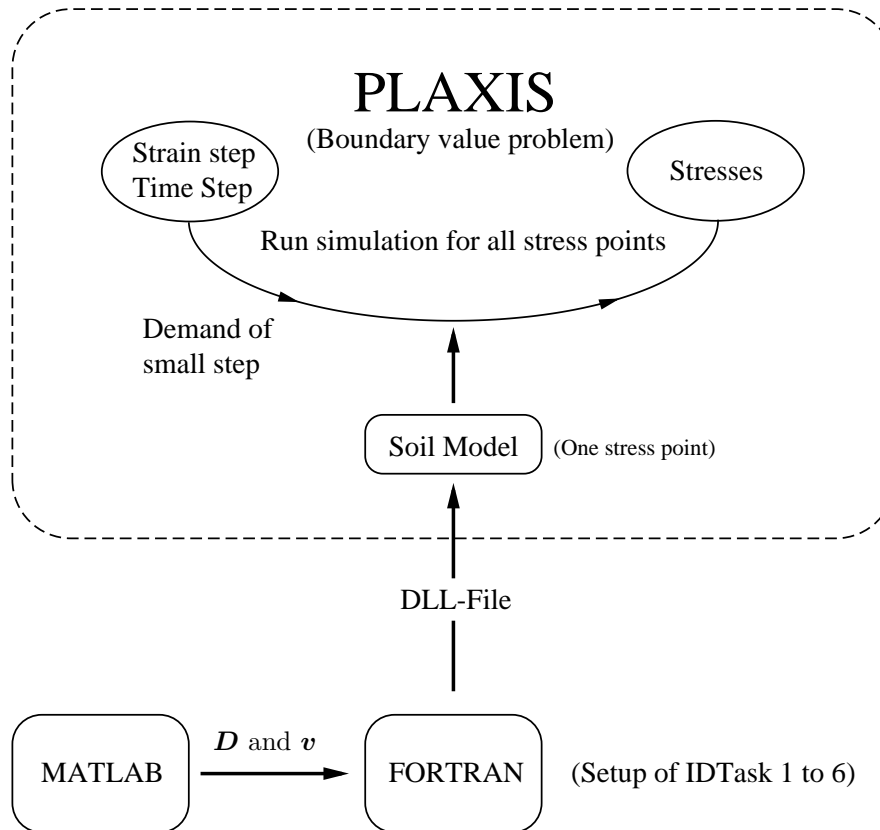 PLAXIS
(Boundary value problem)
Strain step
Time Step
Stresses
Run simulation for all stress points
Demand of
small step
Soil Model
(One stress point)
DLL-File
D and v
MATLAB
FORTRAN
(Setup of IDTask 1 to 6)